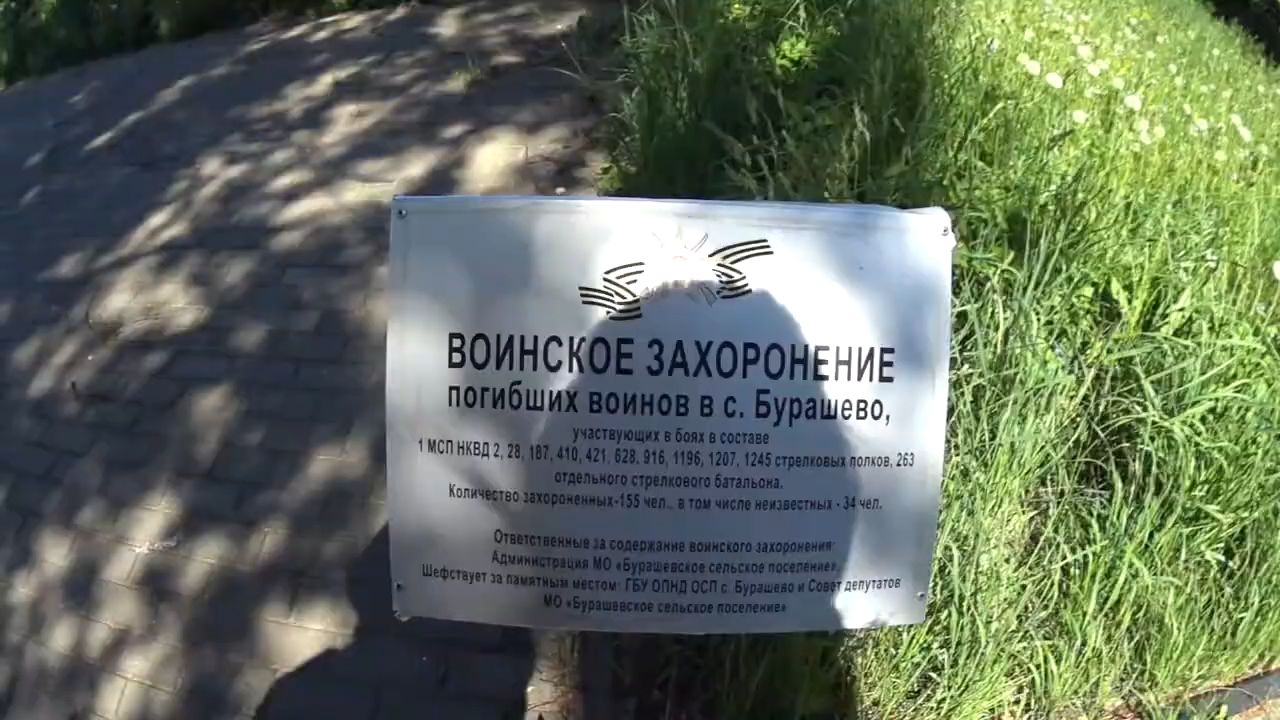 ВОИНСКОЕ ЗАХОРОНЕНИЕ
погибших воинов в с. Бурашево,
участвующих в боях в составе
1 МСП НКВД 2, 28, 187, 410, 421, 628, 916, 1196, 1207, 1245 стрелковых полков, 263
отдельного стрелкового батальона.
Количество захороненных-155 чел., в том числе неизвестных - 34 чел.
Ответственные за содержание воинского захоронения:
Администрация МО «Бурашевское сельское поселение».
Шефствует за памятным местом: ГБУ ОПНД ОСП с. Бурашево и Совет депутатов
МО «Бурашевское сельское поселение»